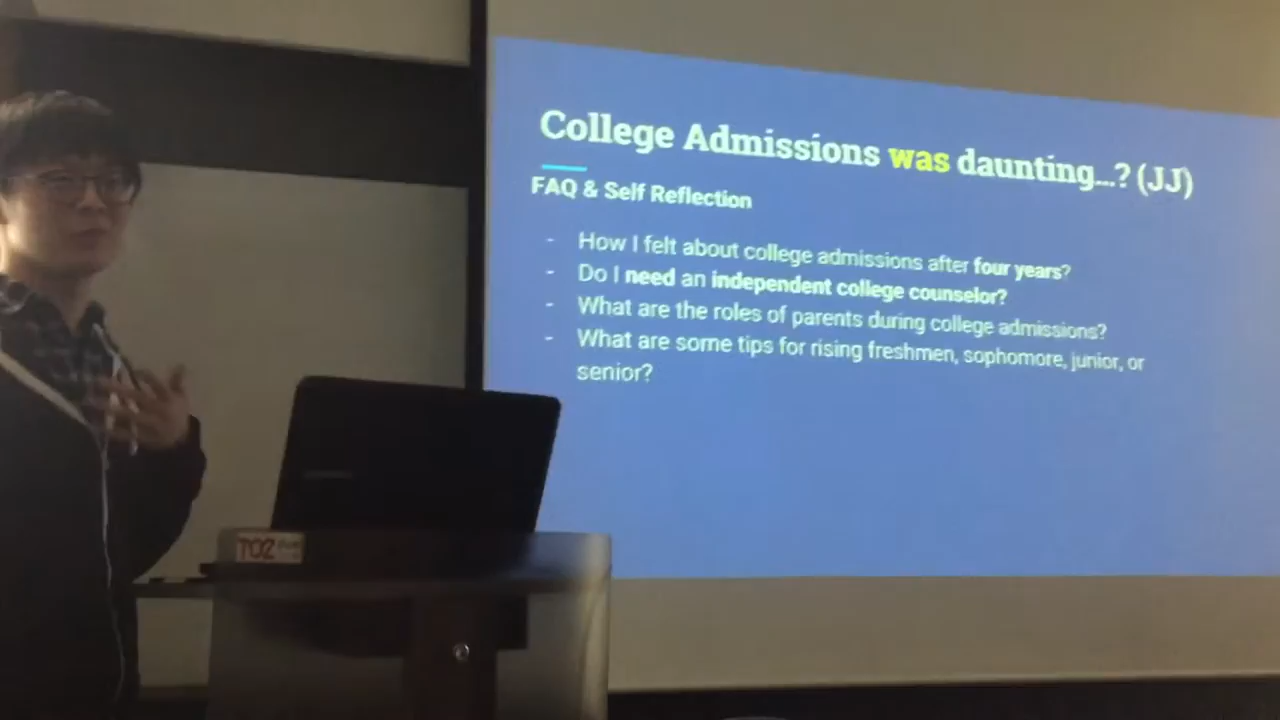 College Admissions was daunting...? (JJ)
FAQ & Self Reflection
- How I felt about college admissions after four years?
- Do I need an independent college counselor?
- What are the roles of parents during college admissions?
- What are some tips for rising freshmen, sophomore, junior, or
senior?
TOZ